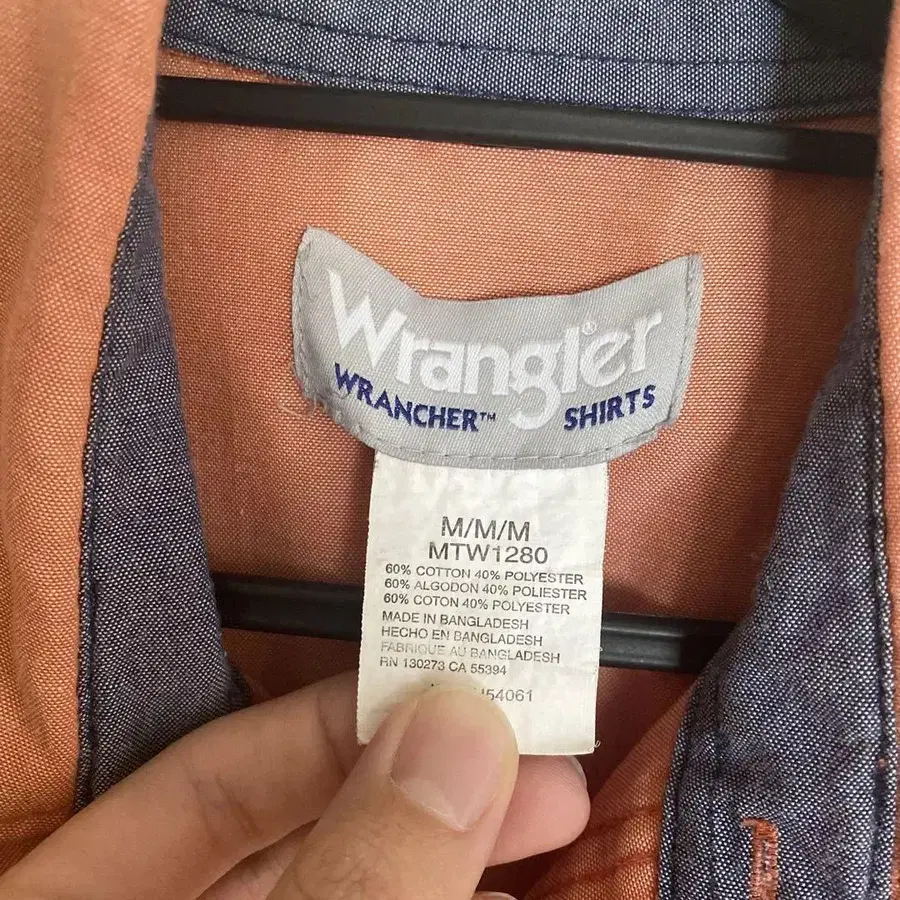 Wrangler®
WRANCHER™ SHIRTS
M/M/M
MTW1280
60% COTTON 40% POLYESTER
60% ALGODON 40% POLIESTER
60% COTON 40% POLYESTER
MADE IN BANGLADESH
HECHO EN BANGLADESH
FABRIQUE AU BANGLADESH
RN 130273 CA 55394